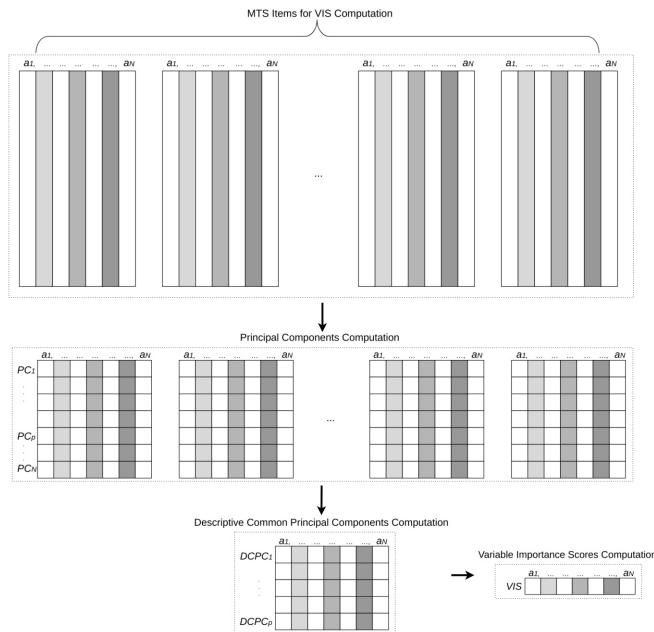 MTS Items for VIS Computation
a1, ... ... ... ... ..., aN a1, ... ... ... ... ..., aN a1, ... ... ... ... ..., aN a1, ... ... ... ... ..., aN
...
Principal Components Computation
a1, ... ... ... ... ..., aN a1, ... ... ... ... ..., aN a1, ... ... ... ... ..., aN a1, ... ... ... ... ..., aN
PC1
.
.
.
...
PCp
.
.
.
PCN
Descriptive Common Principal Components Computation
a1, ... ... ... ... ..., aN
DCPC1
.
.
.
DCPCp
Variable Importance Scores Computation
a1, ... ... ... ... ..., aN
VIS